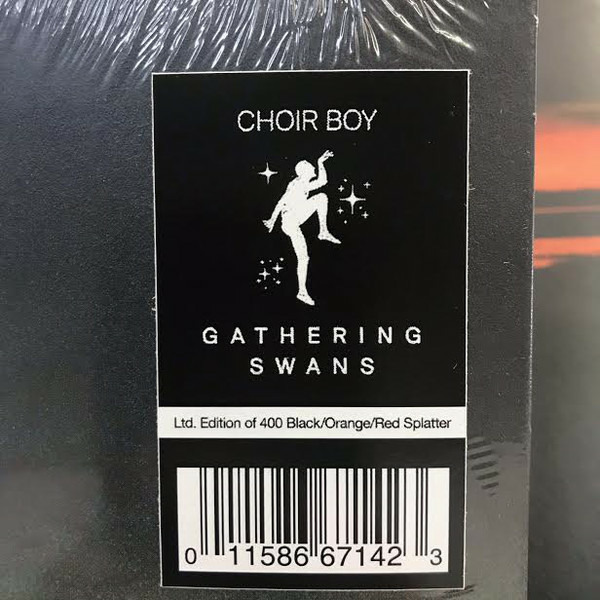 CHOIR BOY
GATHERING
SWANS
Ltd. Edition of 400 Black/Orange/Red Splatter
0 11586 67142 3